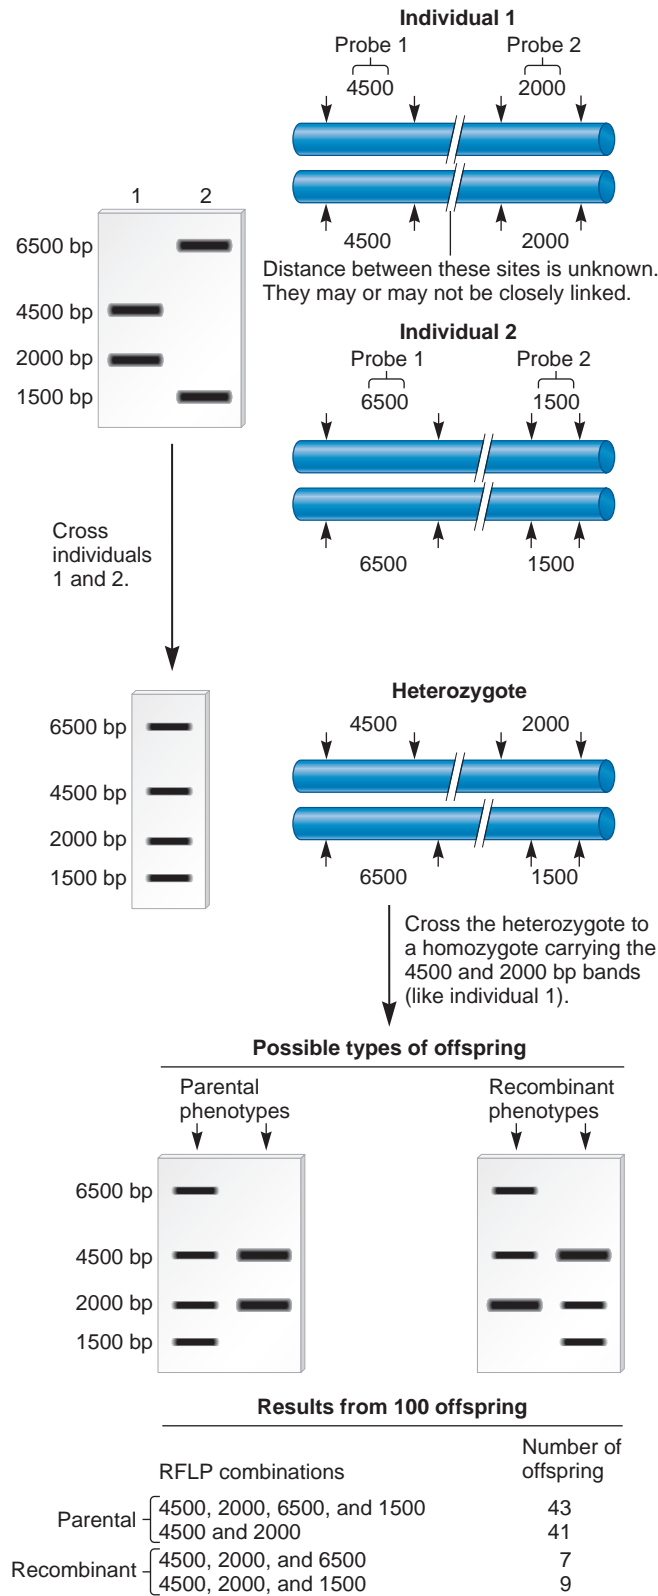 Individual 1
Probe 1 Probe 2
4500 2000
1 2
6500 bp
4500 bp
2000 bp
1500 bp
4500 2000
Distance between these sites is unknown.
They may or may not be closely linked.
Individual 2
Probe 1 Probe 2
6500 1500
6500 1500
Cross
individuals
1 and 2.
Heterozygote
4500 2000
6500 bp
4500 bp
2000 bp
1500 bp
6500 1500
Cross the heterozygote to
a homozygote carrying the
4500 and 2000 bp bands
(like individual 1).
Possible types of offspring
Parental
phenotypes
Recombinant
phenotypes
6500 bp
4500 bp
2000 bp
1500 bp
Results from 100 offspring
RFLP combinations
Number of
offspring
Parental
4500, 2000, 6500, and 1500 43
4500 and 2000 41
Recombinant
4500, 2000, and 6500 7
4500, 2000, and 1500 9